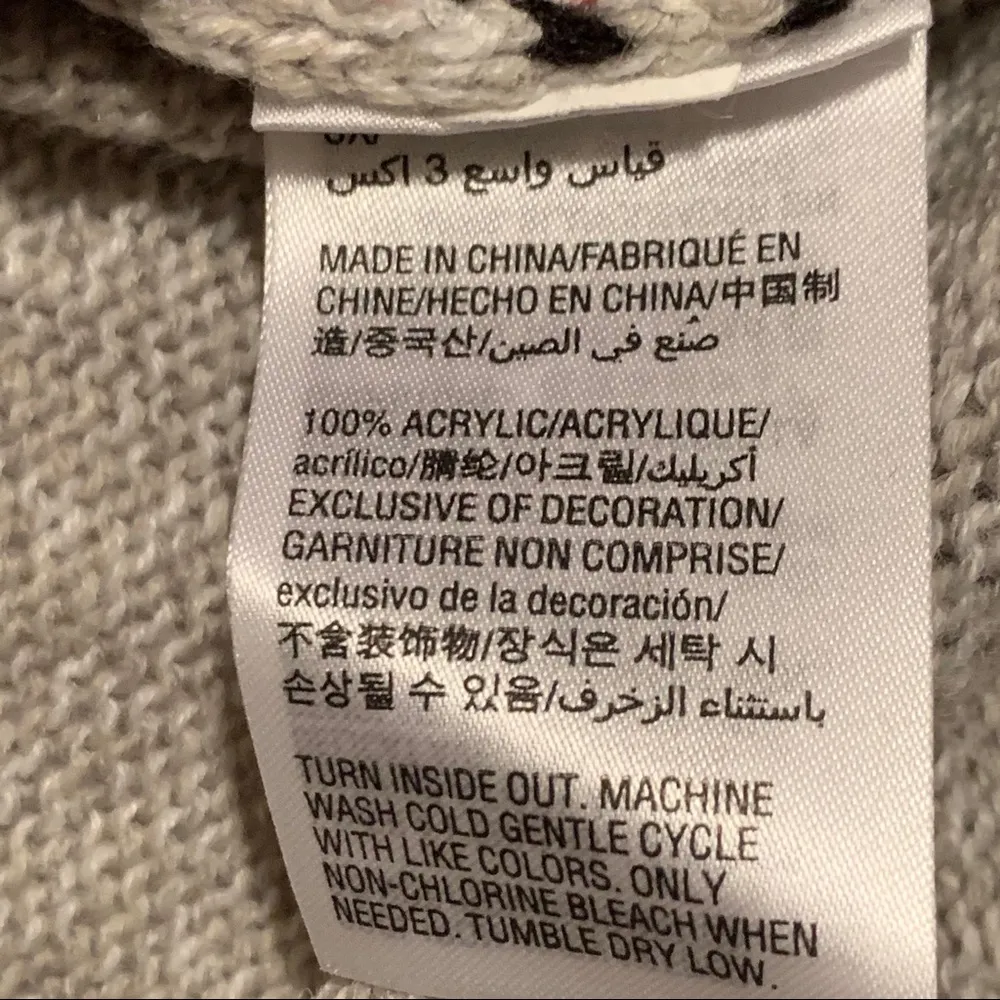 قياس واسع 3 اكس
MADE IN CHINA/FABRIQUÉ EN
CHINE/HECHO EN CHINA/中国制
造/중국산/صُنع في الصين
100% ACRYLIC/ACRYLIQUE/
acrílico/腈纶/아크릴/أكريليك
EXCLUSIVE OF DECORATION/
GARNITURE NON COMPRISE/
exclusivo de la decoración/
不含装饰物/장식은 세탁 시
손상될 수 있음/باستثناء الزخرف
TURN INSIDE OUT. MACHINE
WASH COLD GENTLE CYCLE
WITH LIKE COLORS. ONLY
NON-CHLORINE BLEACH WHEN
NEEDED. TUMBLE DRY LOW.